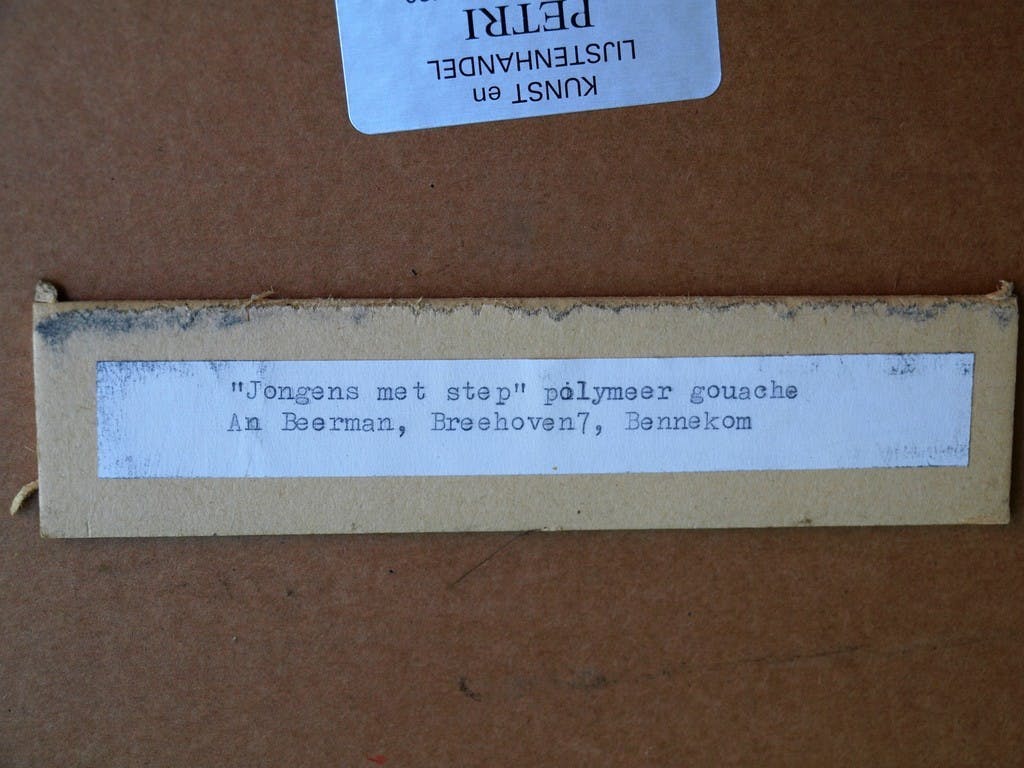 KUNST en
LIJSTENHANDEL
PETRI
"Jongens met step" polymeer gouache
An Beerman, Breehoven7, Bennekom